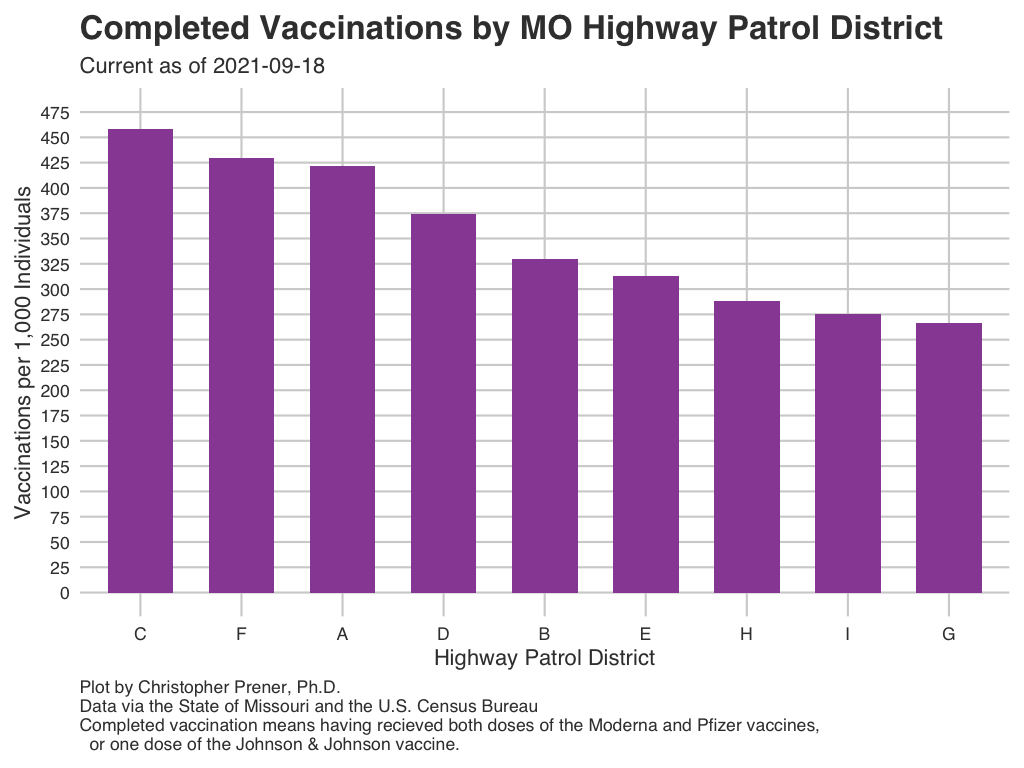 Completed Vaccinations by MO Highway Patrol District
Current as of 2021-09-18
Vaccinations per 1,000 Individuals
475
450
425
400
375
350
325
300
275
250
225
200
175
150
125
100
75
50
25
0
C F A D B E H I G
Highway Patrol District
Plot by Christopher Prener, Ph.D.
Data via the State of Missouri and the U.S. Census Bureau
Completed vaccination means having recieved both doses of the Moderna and Pfizer vaccines,
or one dose of the Johnson & Johnson vaccine.